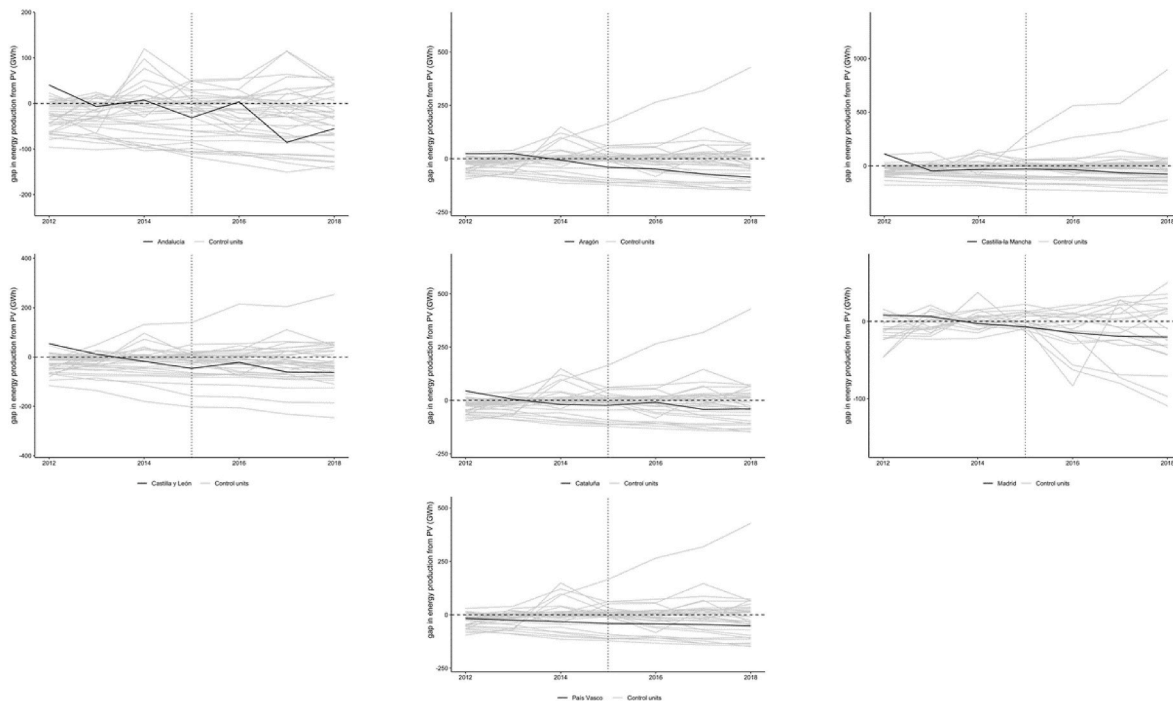 gap in energy production from PV (GWh)
200
100
0
-100
-200
2012 2014 2016 2018
Andalucía Control units
gap in energy production from PV (GWh)
500
250
0
-250
2012 2014 2016 2018
Aragón Control units
gap in energy production from PV (GWh)
1000
500
0
2012 2014 2016 2018
Castilla-la Mancha Control units
gap in energy production from PV (GWh)
400
200
0
-200
-400
2012 2014 2016 2018
Castilla y León Control units
gap in energy production from PV (GWh)
500
250
0
-250
2012 2014 2016 2018
Cataluña Control units
gap in energy production from PV (GWh)
0
-100
2012 2014 2016 2018
Madrid Control units
gap in energy production from PV (GWh)
500
250
0
-250
2012 2014 2016 2018
País Vasco Control units